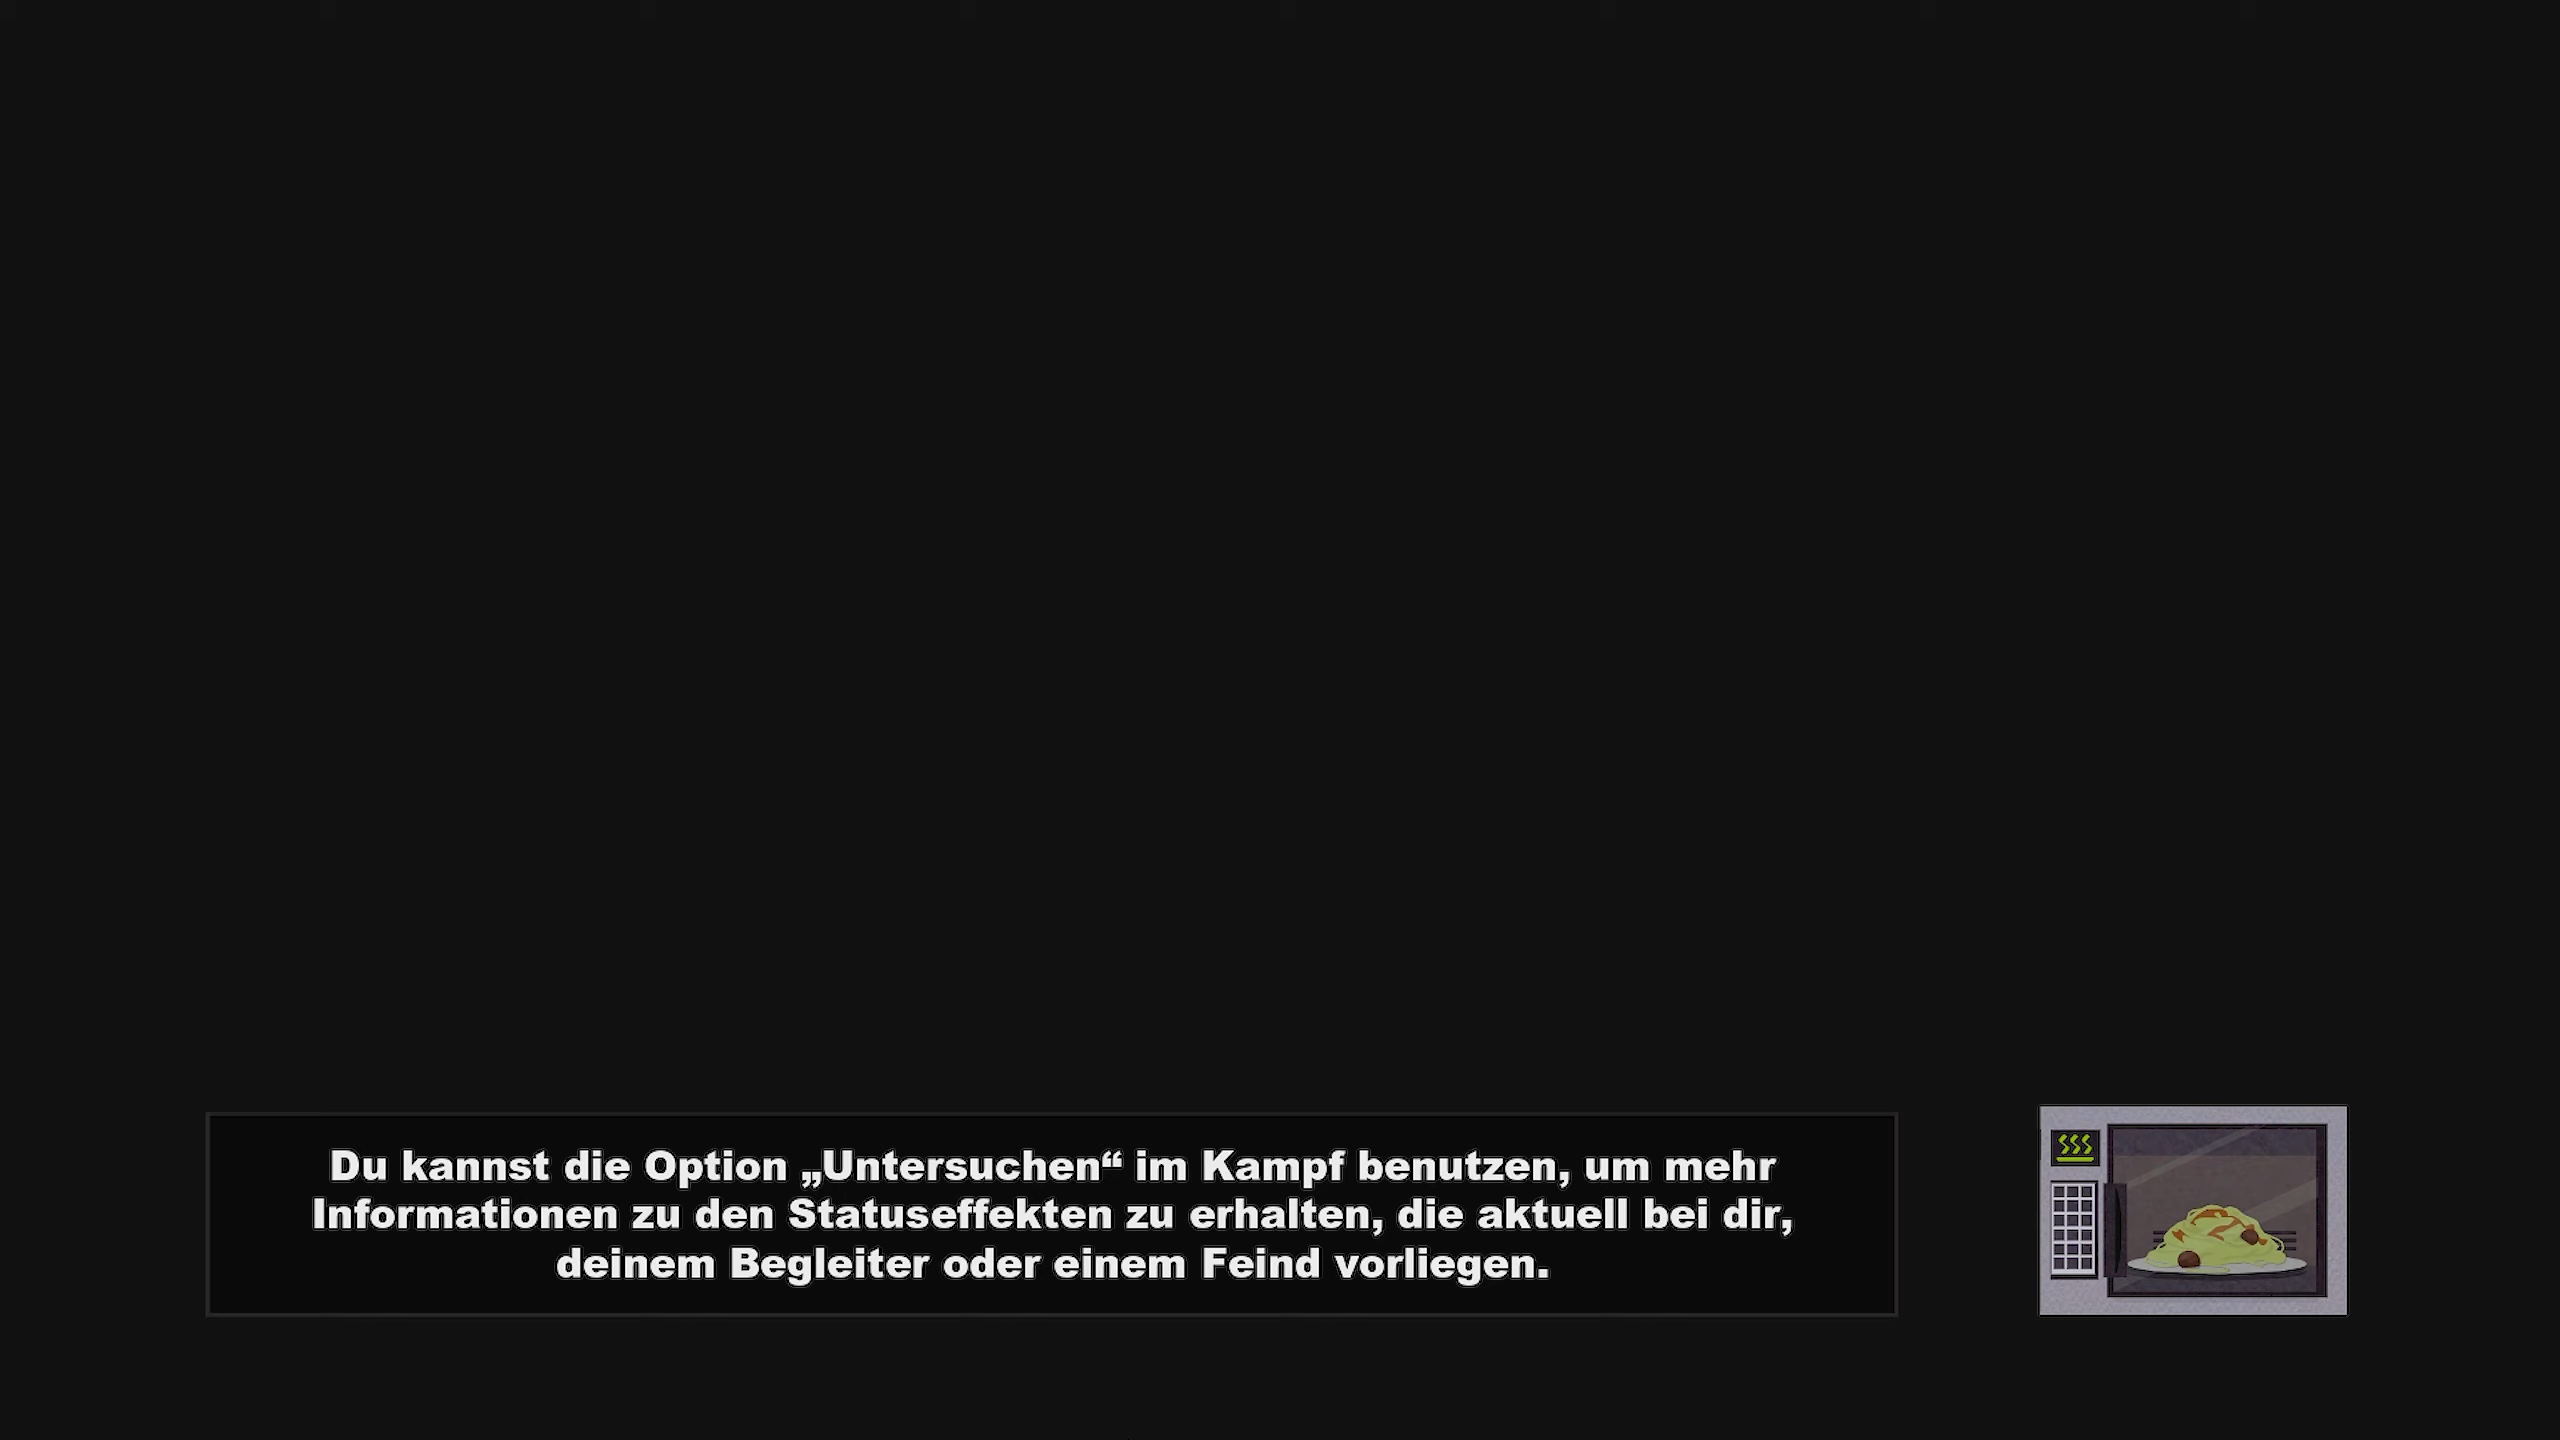 Du kannst die Option „Untersuchen“ im Kampf benutzen, um mehr
Informationen zu den Statuseffekten zu erhalten, die aktuell bei dir,
deinem Begleiter oder einem Feind vorliegen.